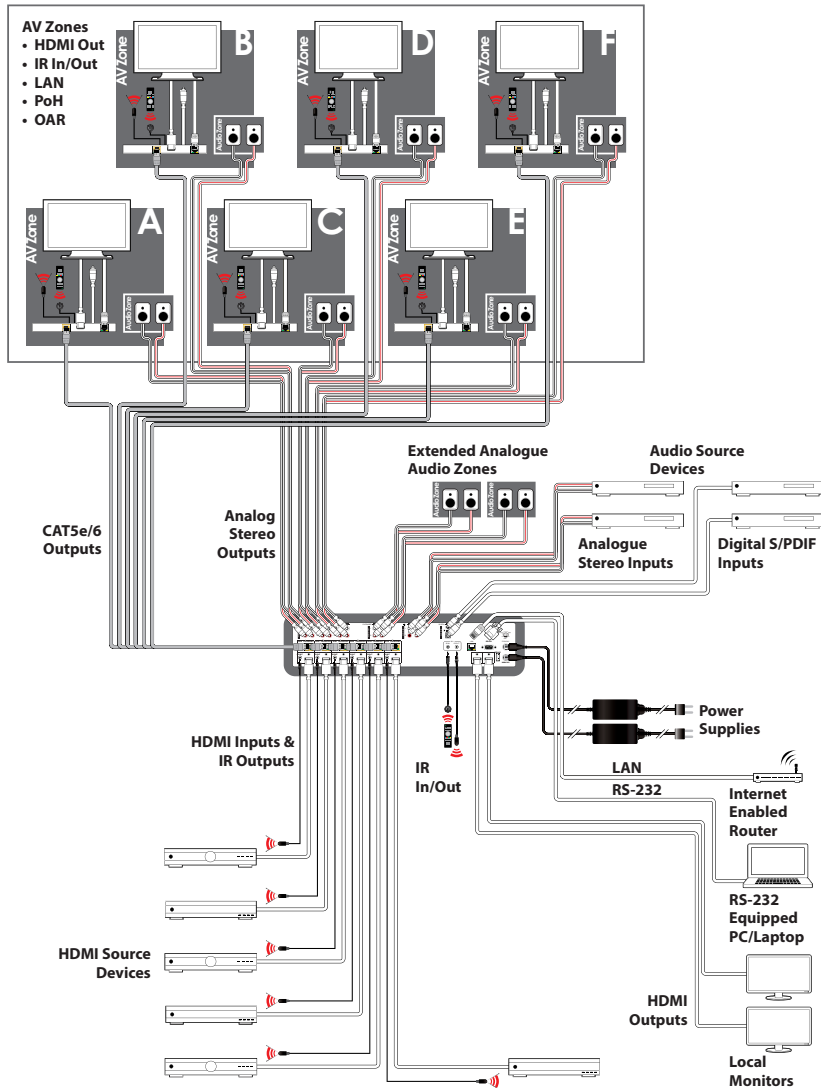 AV Zones
• HDMI Out
• IR In/Out
• LAN
• PoH
• OAR
AV Zone
B
Audio Zone
AV Zone
D
Audio Zone
AV Zone
F
Audio Zone
AV Zone
A
Audio Zone
AV Zone
C
Audio Zone
AV Zone
E
Audio Zone
Extended Analogue
Audio Zones
Audio Zone
Audio Zone
Audio Source
Devices
CAT5e/6
Outputs
Analog
Stereo
Outputs
Analogue
Stereo Inputs
Digital S/PDIF
Inputs
HDMI Inputs &
IR Outputs
IR
In/Out
Power
Supplies
LAN
RS-232
Internet
Enabled
Router
RS-232
Equipped
PC/Laptop
HDMI Source
Devices
HDMI
Outputs
Local
Monitors